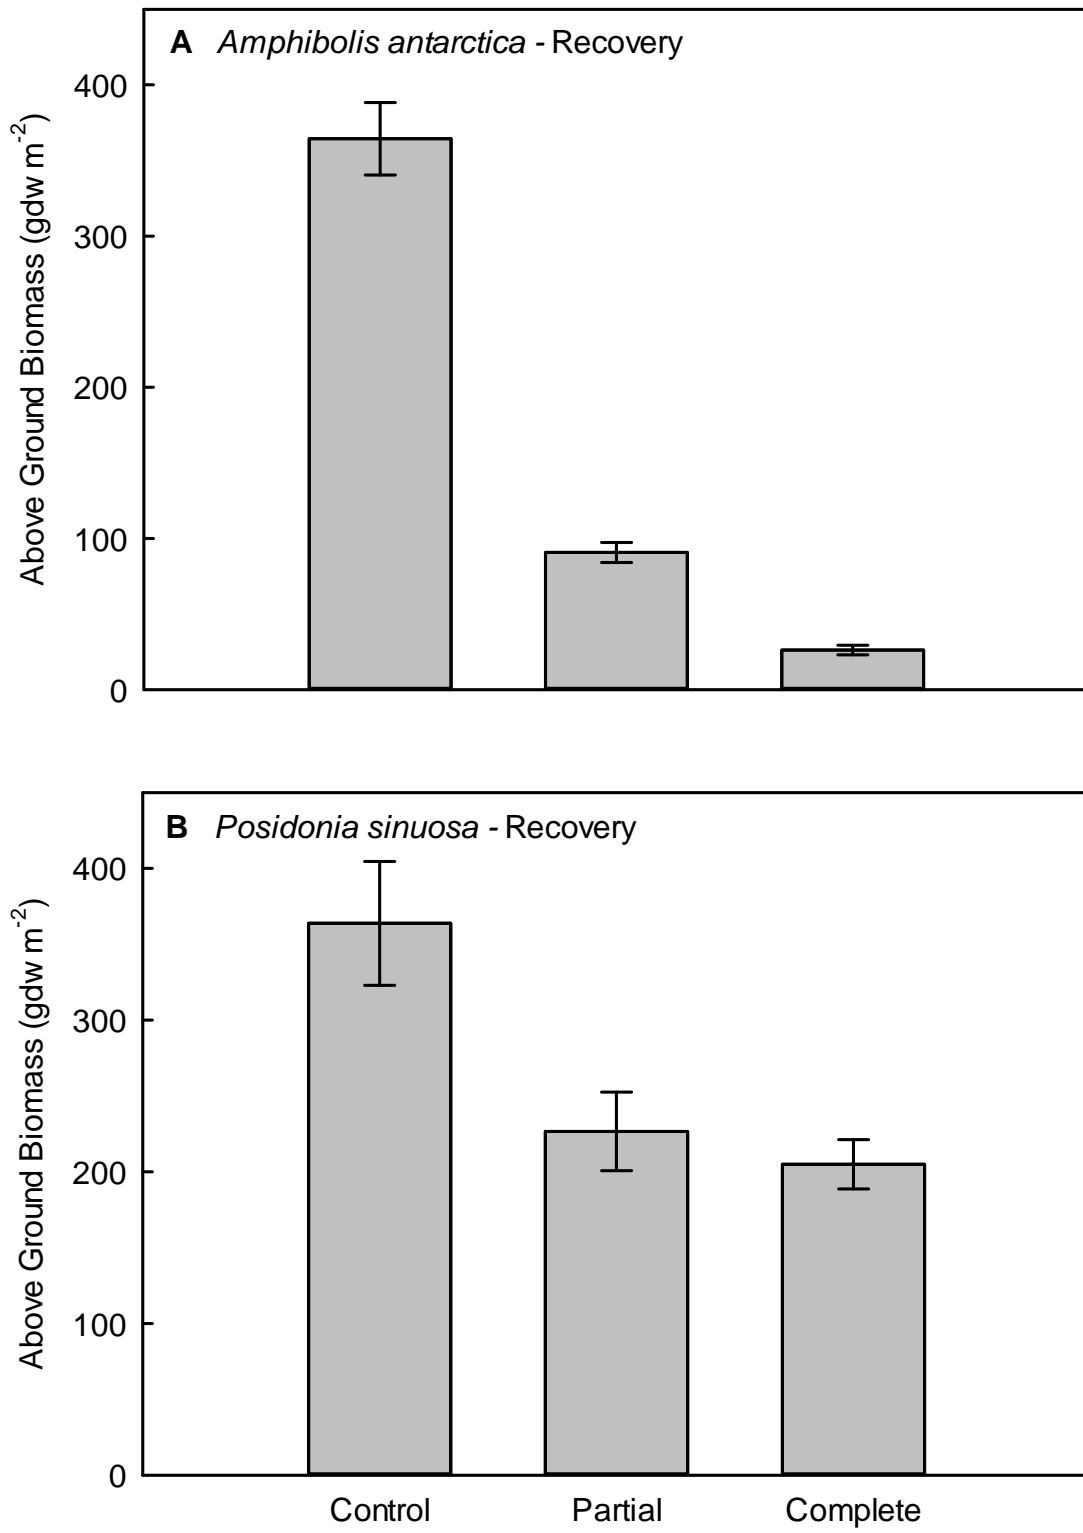 A Amphibolis antarctica - Recovery
Above Ground Biomass (gdw m-2)
400
300
200
100
0
B Posidonia sinuosa - Recovery
Above Ground Biomass (gdw m-2)
400
300
200
100
0
Control Partial Complete